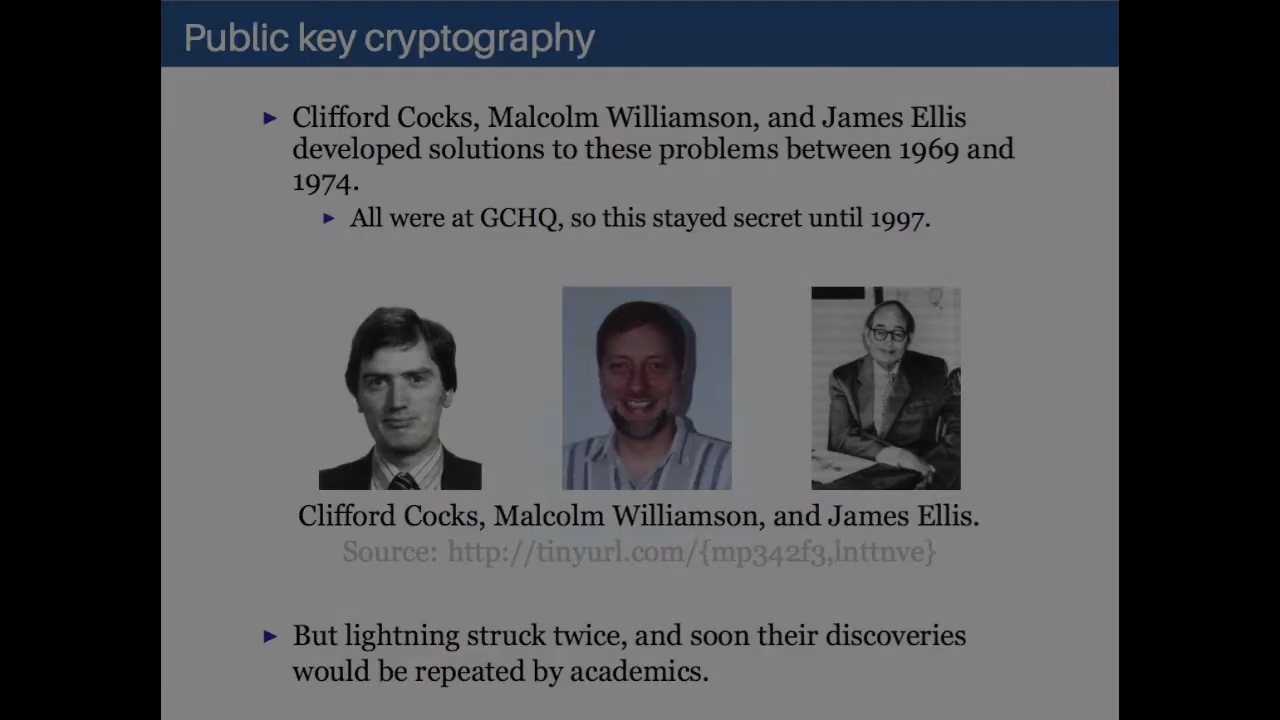 Public key cryptography
► Clifford Cocks, Malcolm Williamson, and James Ellis
developed solutions to these problems between 1969 and
1974.
► All were at GCHQ, so this stayed secret until 1997.
Clifford Cocks, Malcolm Williamson, and James Ellis.
Source: http://tinyurl.com/{mp342f3,lnttnve}
► But lightning struck twice, and soon their discoveries
would be repeated by academics.